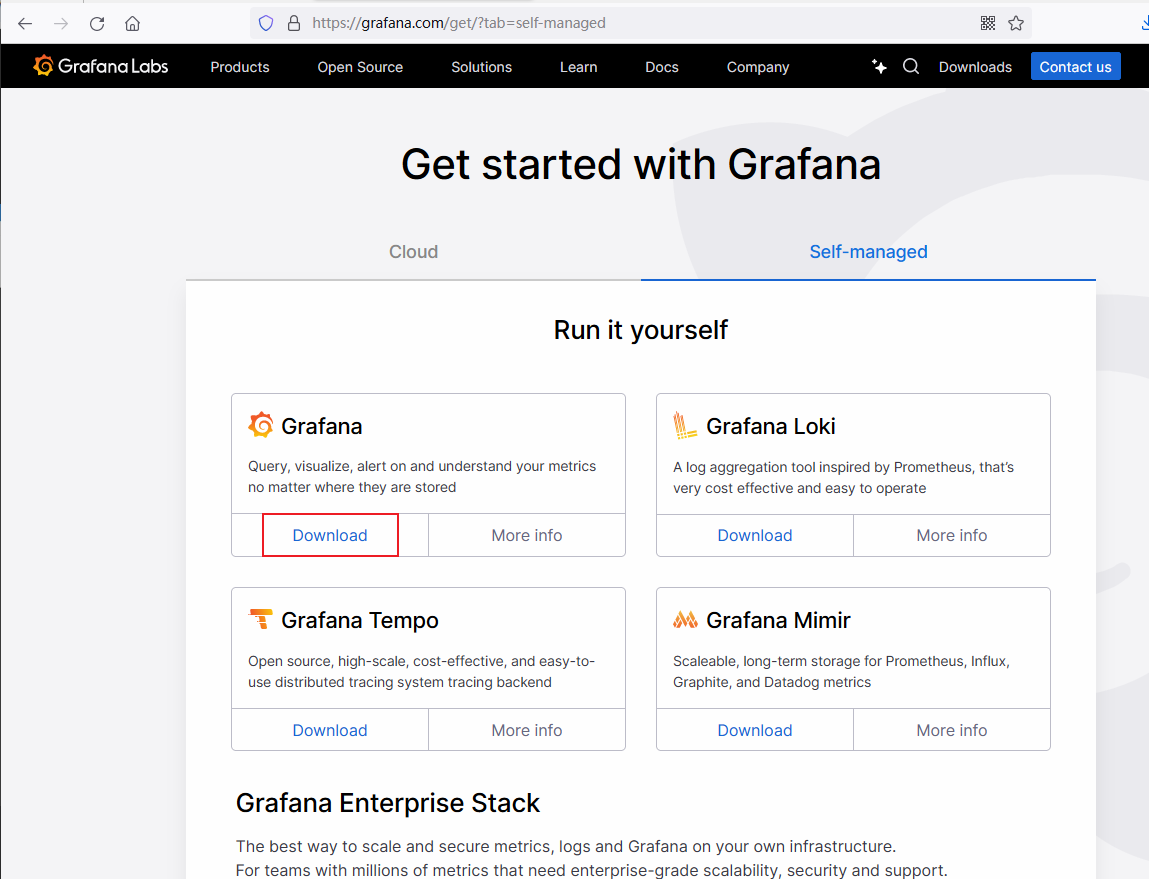 https://grafana.com/get/?tab=self-managed
Grafana Labs Products Open Source Solutions Learn Docs Company Downloads Contact us
Get started with Grafana
Cloud Self-managed
Run it yourself
Grafana
Query, visualize, alert on and understand your metrics
no matter where they are stored
Download More info
Grafana Loki
A log aggregation tool inspired by Prometheus, that's
very cost effective and easy to operate
Download More info
Grafana Tempo
Open source, high-scale, cost-effective, and easy-to-
use distributed tracing system tracing backend
Download More info
Grafana Mimir
Scaleable, long-term storage for Prometheus, Influx,
Graphite, and Datadog metrics
Download More info
Grafana Enterprise Stack
The best way to scale and secure metrics, logs and Grafana on your own infrastructure.
For teams with millions of metrics that need enterprise-grade scalability, security and support.